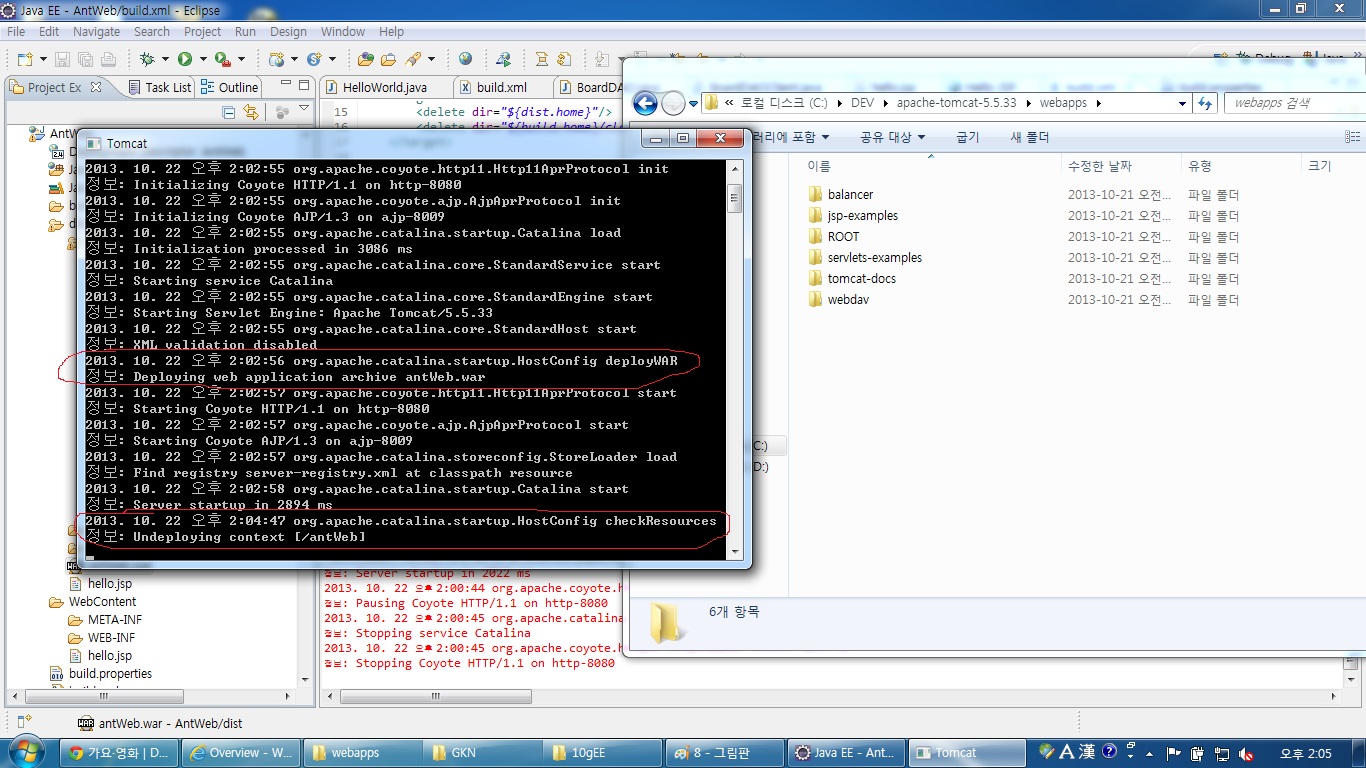 Java EE - AntWeb/build.xml - Eclipse
File Edit Navigate Search Project Run Design Window Help
Debug Java
Project Ex Task List Outline
HelloWorld.java build.xml BoardDA
15 <delete dir="${dist.home}"/>
16 <delete dir="${build.home}/cl
AntW
hello.jsp
WebContent
META-INF
WEB-INF
hello.jsp
build.properties
Tomcat
2013. 10. 22 오후 2:02:55 org.apache.coyote.http11.Http11AprProtocol init
정보: Initializing Coyote HTTP/1.1 on http-8080
2013. 10. 22 오후 2:02:55 org.apache.coyote.ajp.AjpAprProtocol init
정보: Initializing Coyote AJP/1.3 on ajp-8009
2013. 10. 22 오후 2:02:55 org.apache.catalina.startup.Catalina load
정보: Initialization processed in 3086 ms
2013. 10. 22 오후 2:02:55 org.apache.catalina.core.StandardService start
정보: Starting service Catalina
2013. 10. 22 오후 2:02:55 org.apache.catalina.core.StandardEngine start
정보: Starting Servlet Engine: Apache Tomcat/5.5.33
2013. 10. 22 오후 2:02:55 org.apache.catalina.core.StandardHost start
정보: XML validation disabled
2013. 10. 22 오후 2:02:56 org.apache.catalina.startup.HostConfig deployWAR
정보: Deploying web application archive antWeb.war
2013. 10. 22 오후 2:02:57 org.apache.coyote.http11.Http11AprProtocol start
정보: Starting Coyote HTTP/1.1 on http-8080
2013. 10. 22 오후 2:02:57 org.apache.coyote.ajp.AjpAprProtocol start
정보: Starting Coyote AJP/1.3 on ajp-8009
2013. 10. 22 오후 2:02:57 org.apache.catalina.storeconfig.StoreLoader load
정보: Find registry server-registry.xml at classpath resource
2013. 10. 22 오후 2:02:58 org.apache.catalina.startup.Catalina start
정보: Server startup in 2894 ms
2013. 10. 22 오후 2:04:47 org.apache.catalina.startup.HostConfig checkResources
정보: Undeploying context [/antWeb]
정보: Server startup in 2022 ms
2013. 10. 22 오후 2:00:44 org.apache.coyote.h
정보: Pausing Coyote HTTP/1.1 on http-8080
2013. 10. 22 오후 2:00:45 org.apache.catalina
정보: Stopping service Catalina
2013. 10. 22 오후 2:00:45 org.apache.coyote.h
정보: Stopping Coyote HTTP/1.1 on http-8080
« 로컬 디스크 (C:) DEV apache-tomcat-5.5.33 webapps
webapps 검색
러리에 포함 공유 대상 굽기 새 폴더
이름 수정한 날짜 유형 크기
balancer 2013-10-21 오전... 파일 폴더
jsp-examples 2013-10-21 오전... 파일 폴더
ROOT 2013-10-21 오전... 파일 폴더
servlets-examples 2013-10-21 오전... 파일 폴더
tomcat-docs 2013-10-21 오전... 파일 폴더
webdav 2013-10-21 오전... 파일 폴더
C:)
D:)
6개 항목
antWeb.war - AntWeb/dist
가요·영화 | D... Overview - W... webapps GKN 10gEE 8 - 그림판 Java EE - Ant... Tomcat A 漢 오후 2:05